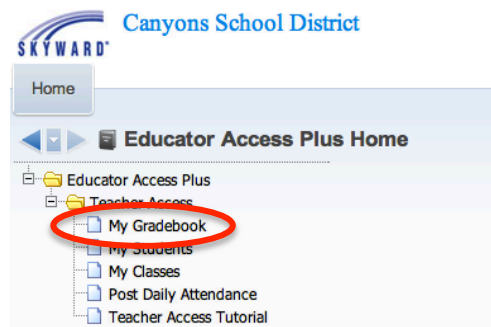 Canyons School District
SKYWARD®
Home
Educator Access Plus Home
Educator Access Plus
Teacher Access
My Gradebook
My Students
My Classes
Post Daily Attendance
Teacher Access Tutorial